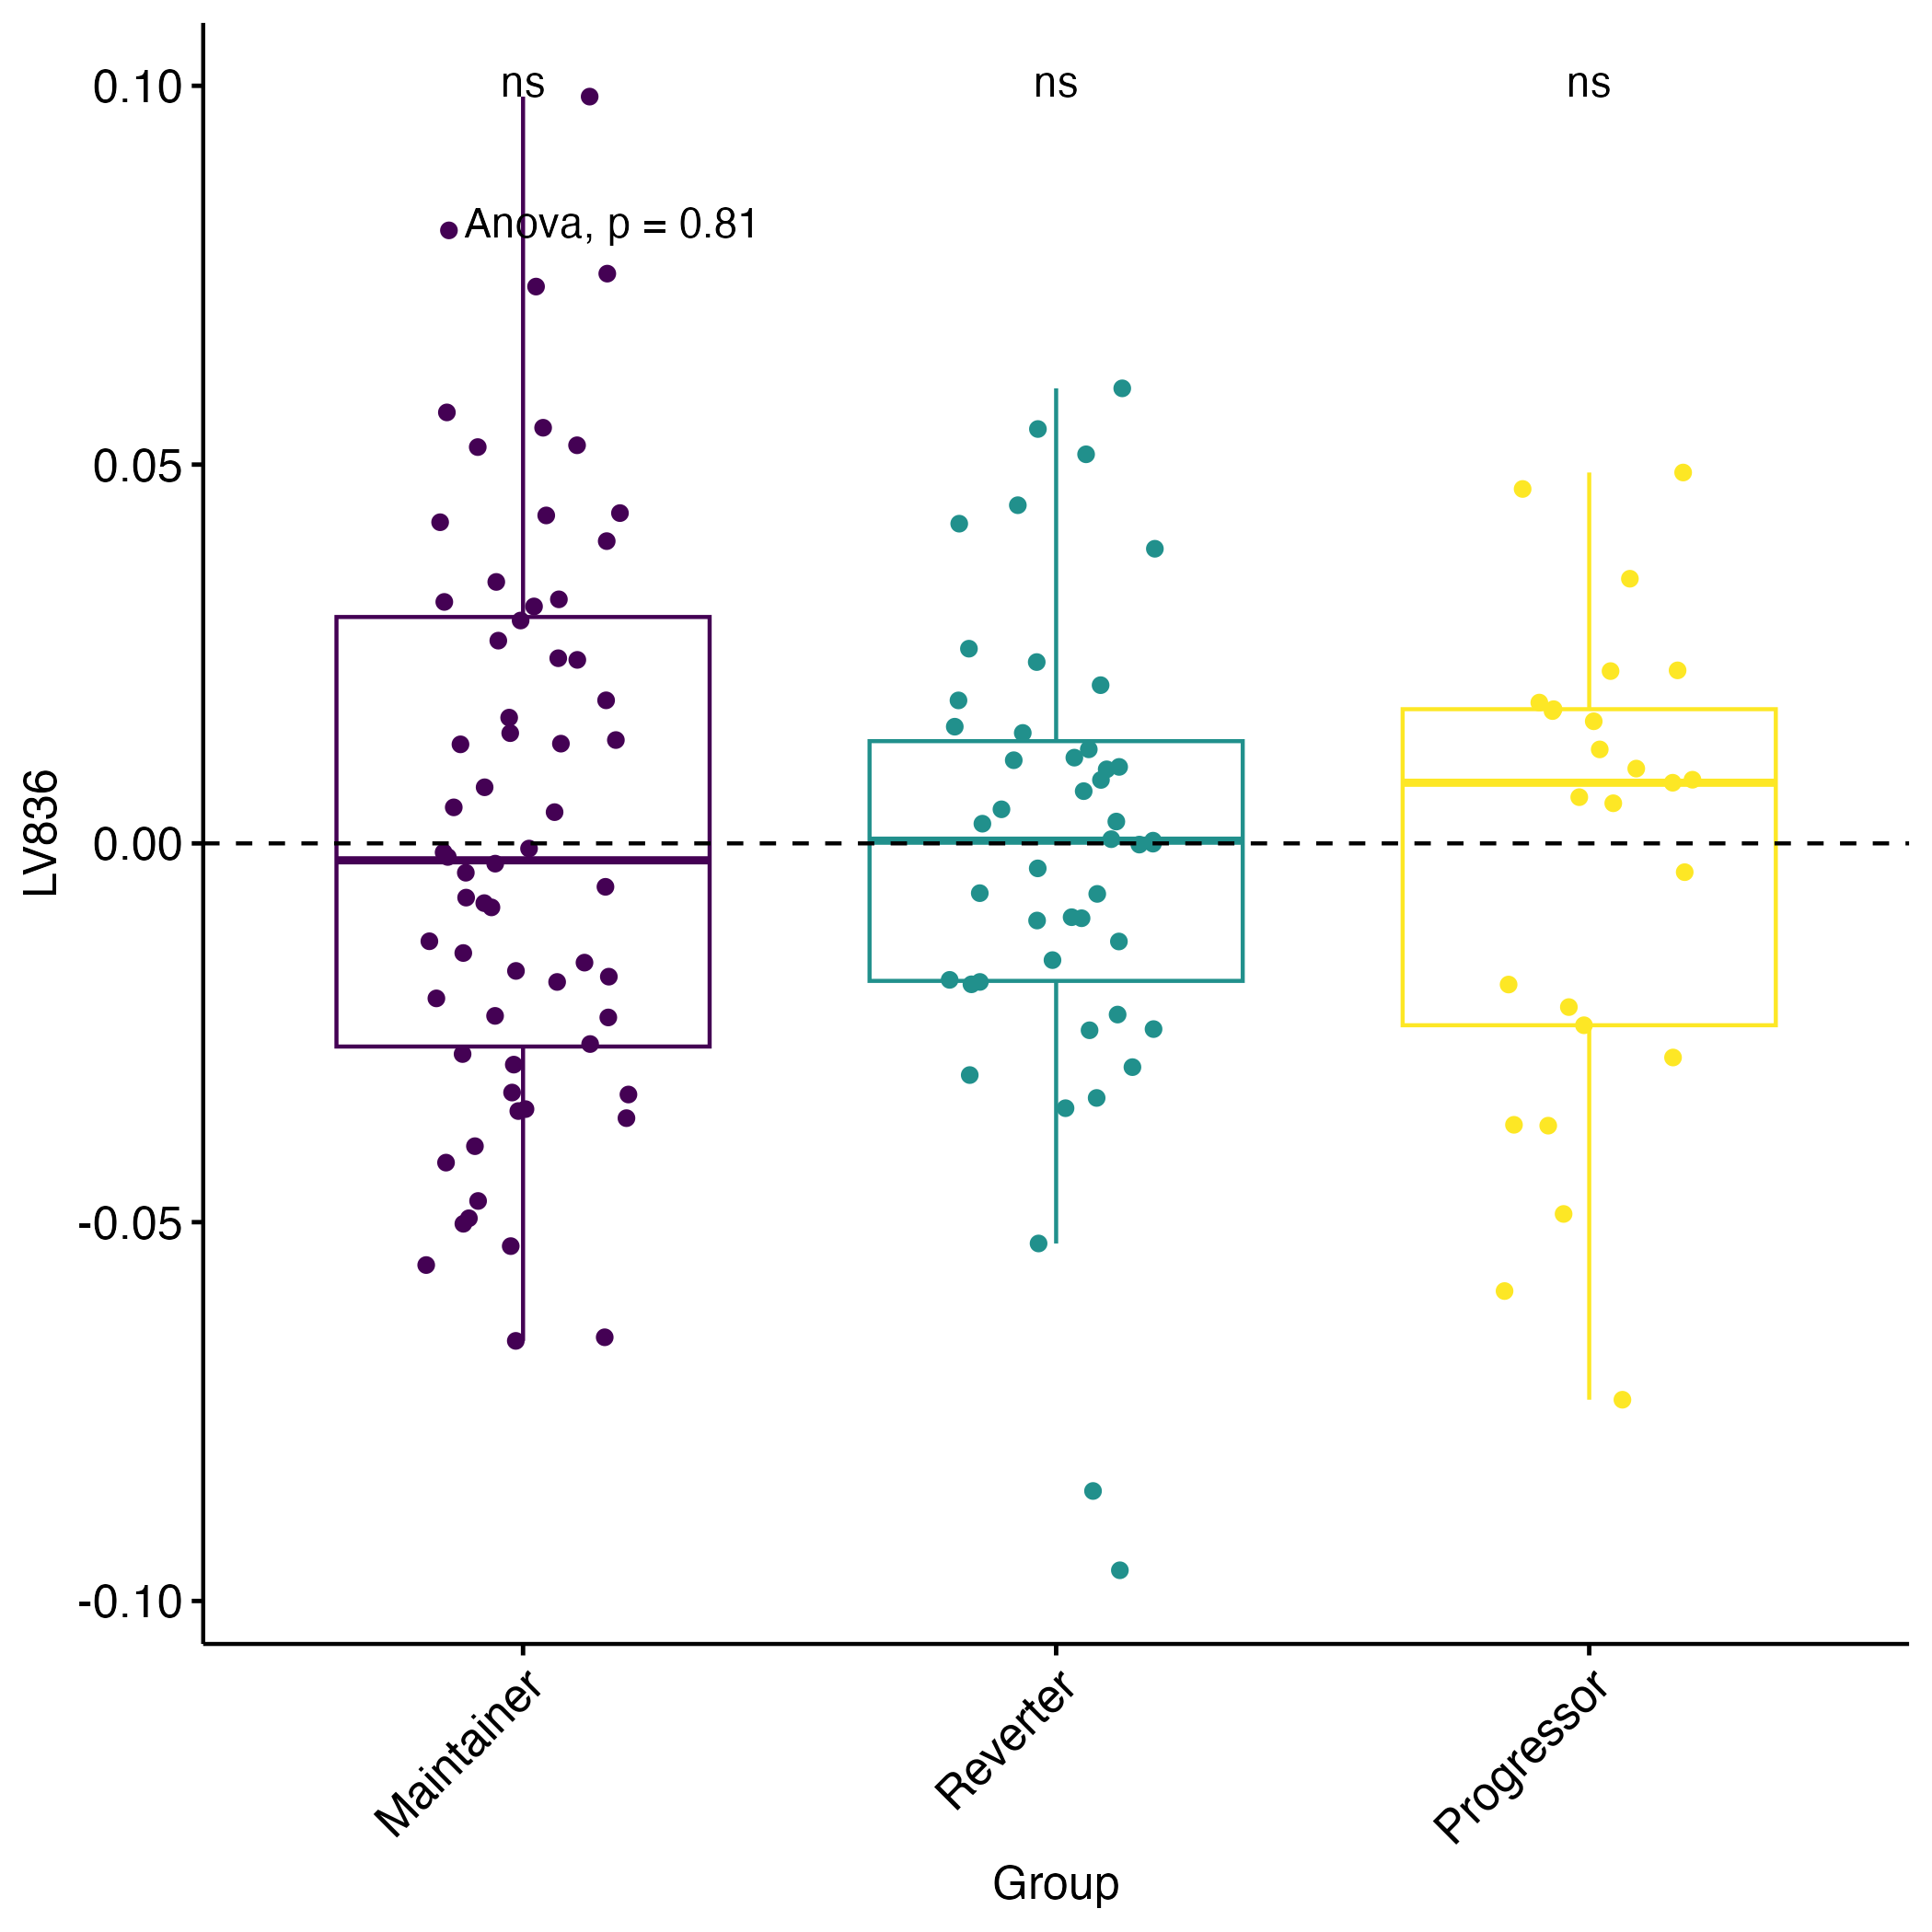 ns ns ns
Anova, p = 0.81
0.10
0.05
0.00
-0.05
-0.10
LV836
Maintainer
Reverter
Progressor
Group